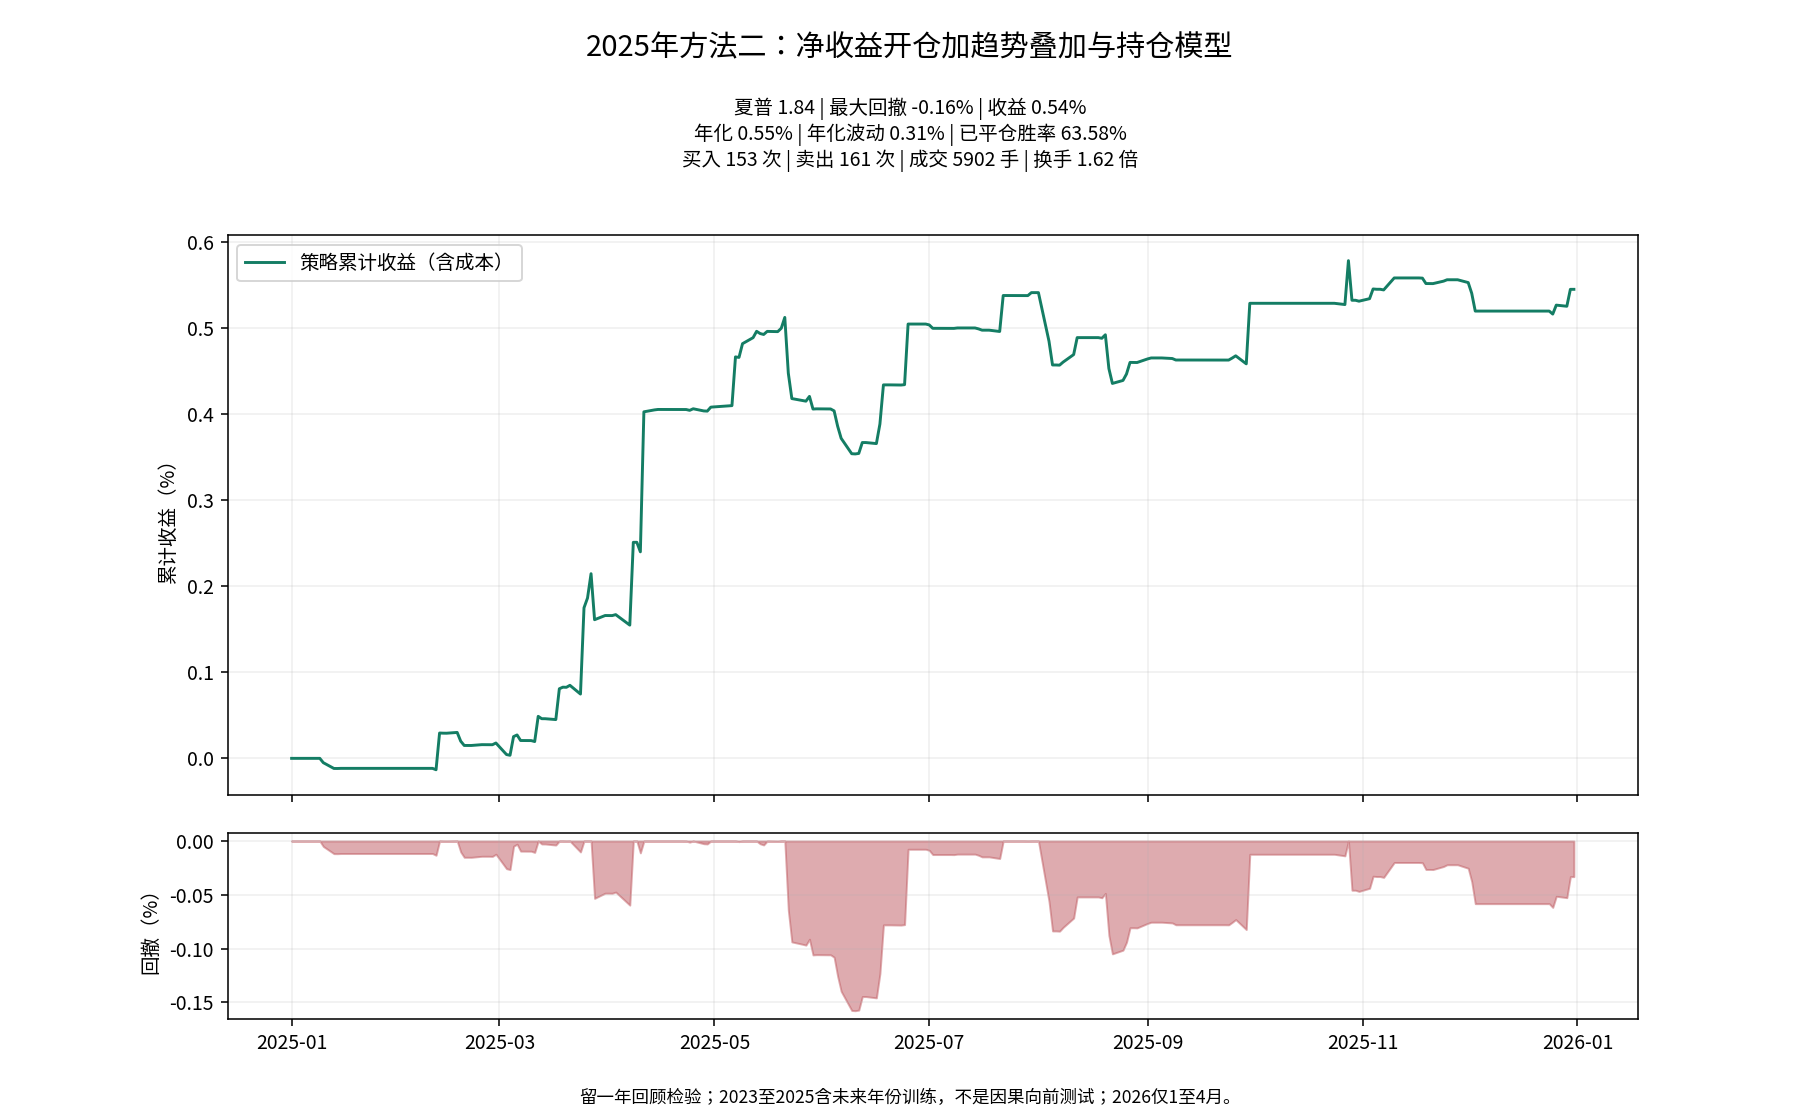 2025年方法二：净收益开仓加趋势叠加与持仓模型
夏普 1.84 | 最大回撤 -0.16% | 收益 0.54%
年化 0.55% | 年化波动 0.31% | 已平仓胜率 63.58%
买入 153 次 | 卖出 161 次 | 成交 5902 手 | 换手 1.62 倍
策略累计收益（含成本）
累计收益（%）
0.6
0.5
0.4
0.3
0.2
0.1
0.0
回撤（%）
0.00
-0.05
-0.10
-0.15
2025-01
2025-03
2025-05
2025-07
2025-09
2025-11
2026-01
留一年回顾检验；2023至2025含未来年份训练，不是因果向前测试；2026仅1至4月。